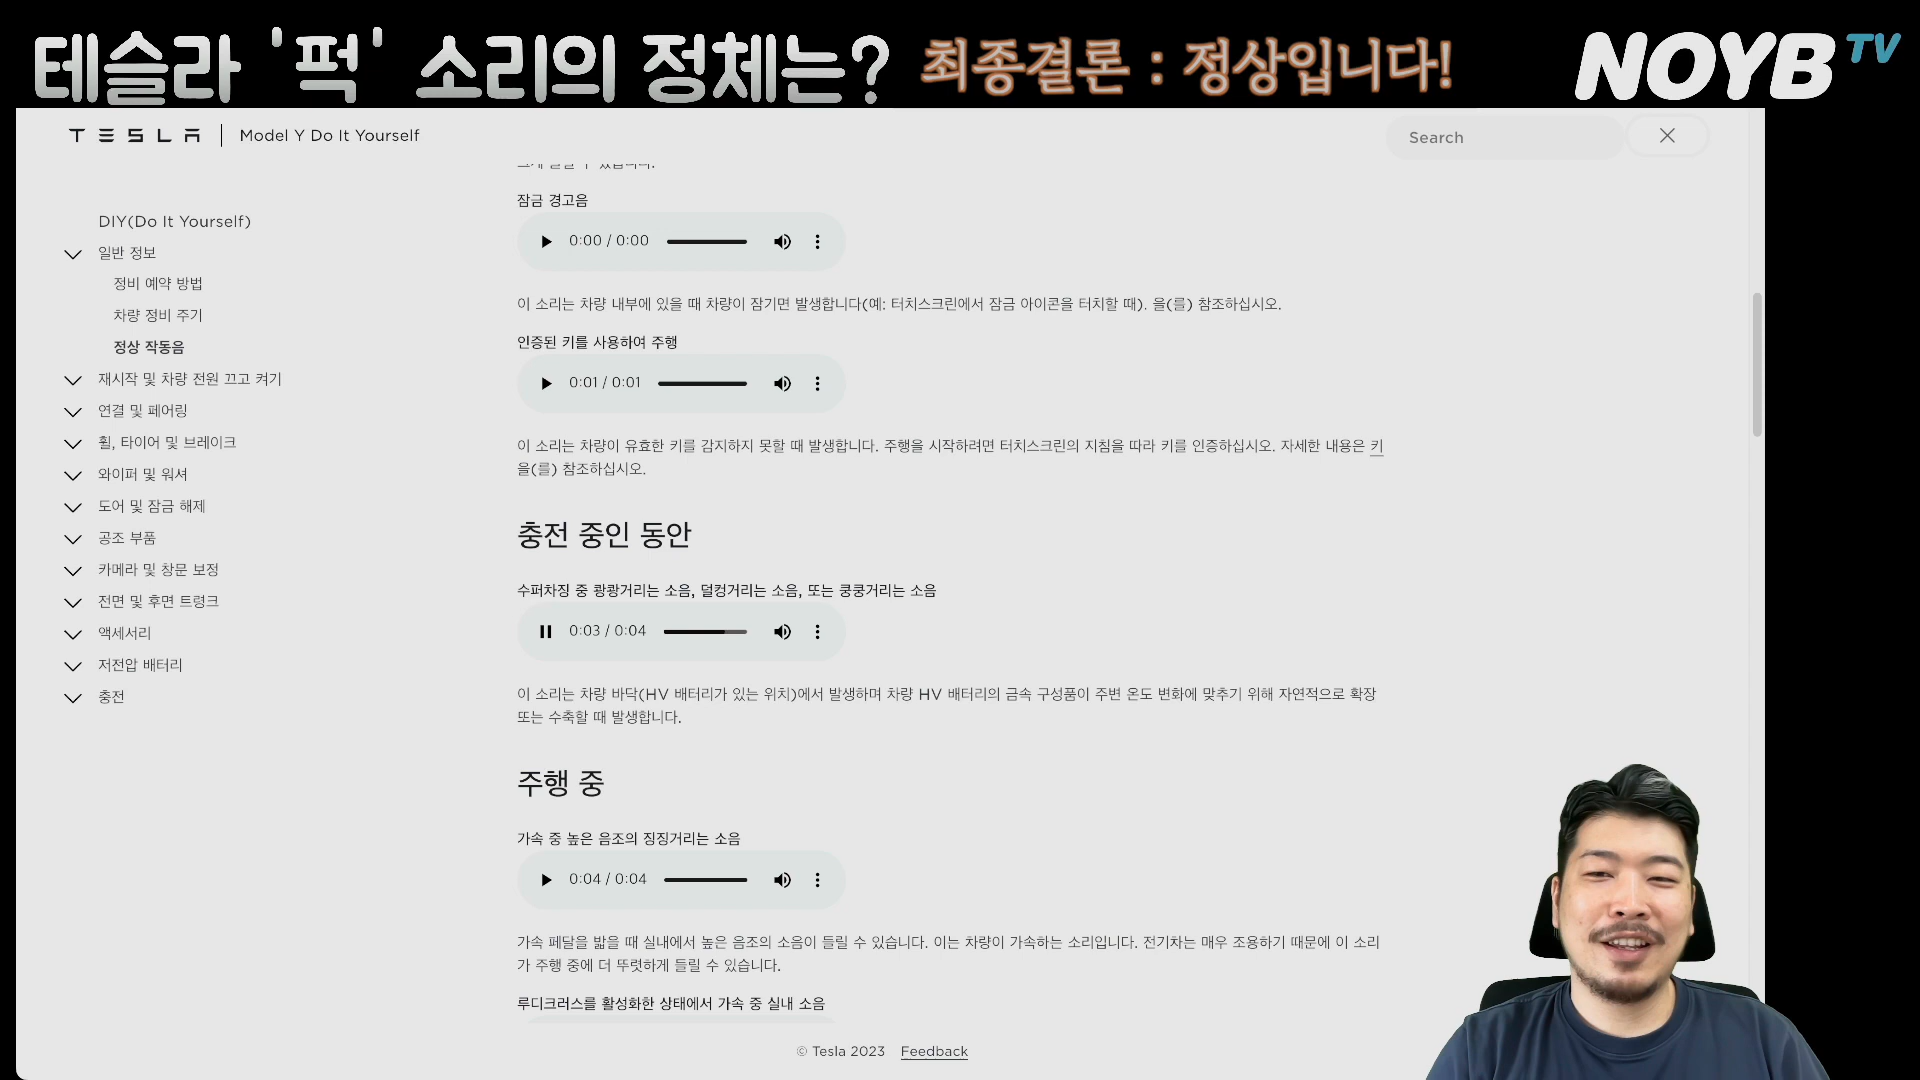 테슬라 '퍽' 소리의 정체는? 최종결론 : 정상입니다!
NOYB TV
TESLA | Model Y Do It Yourself
Search
DIY(Do It Yourself)
일반 정보
정비 예약 방법
차량 정비 주기
정상 작동음
재시작 및 차량 전원 끄고 켜기
연결 및 페어링
휠, 타이어 및 브레이크
와이퍼 및 워셔
도어 및 잠금 해제
공조 부품
카메라 및 창문 보정
전면 및 후면 트렁크
액세서리
저전압 배터리
충전
잠금 경고음
0:00 / 0:00
이 소리는 차량 내부에 있을 때 차량이 잠기면 발생합니다(예: 터치스크린에서 잠금 아이콘을 터치할 때). 을(를) 참조하십시오.
인증된 키를 사용하여 주행
0:01 / 0:01
이 소리는 차량이 유효한 키를 감지하지 못할 때 발생합니다. 주행을 시작하려면 터치스크린의 지침을 따라 키를 인증하십시오. 자세한 내용은 키
을(를) 참조하십시오.
충전 중인 동안
수퍼차징 중 쾅쾅거리는 소음, 덜컹거리는 소음, 또는 쿵쿵거리는 소음
0:03 / 0:04
이 소리는 차량 바닥(HV 배터리가 있는 위치)에서 발생하며 차량 HV 배터리의 금속 구성품이 주변 온도 변화에 맞추기 위해 자연적으로 확장
또는 수축할 때 발생합니다.
주행 중
가속 중 높은 음조의 징징거리는 소음
0:04 / 0:04
가속 페달을 밟을 때 실내에서 높은 음조의 소음이 들릴 수 있습니다. 이는 차량이 가속하는 소리입니다. 전기차는 매우 조용하기 때문에 이 소리
가 주행 중에 더 뚜렷하게 들릴 수 있습니다.
루디크러스를 활성화한 상태에서 가속 중 실내 소음
© Tesla 2023 Feedback